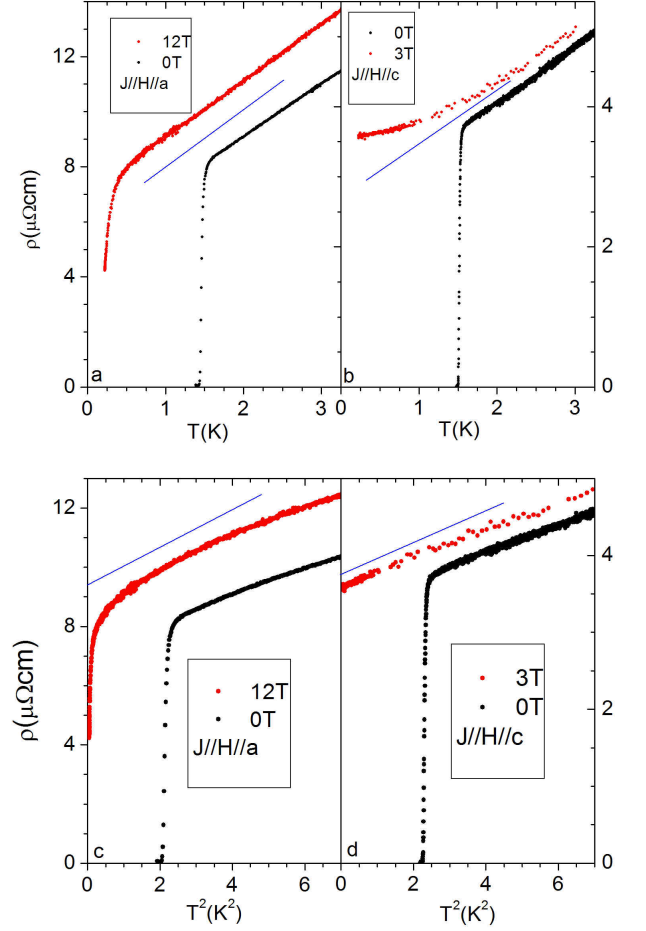 12
8
4
0
ρ(μΩcm)
12T
0T
J//H//a
a
0 1 2 3
T(K)
0T
3T
J//H//c
b
4
2
0
0 1 2 3
T(K)
12
8
4
0
ρ(μΩcm)
12T
0T
J//H//a
c
0 2 4 6
T²(K²)
3T
0T
J//H//c
d
4
2
0
0 2 4 6
T²(K²)